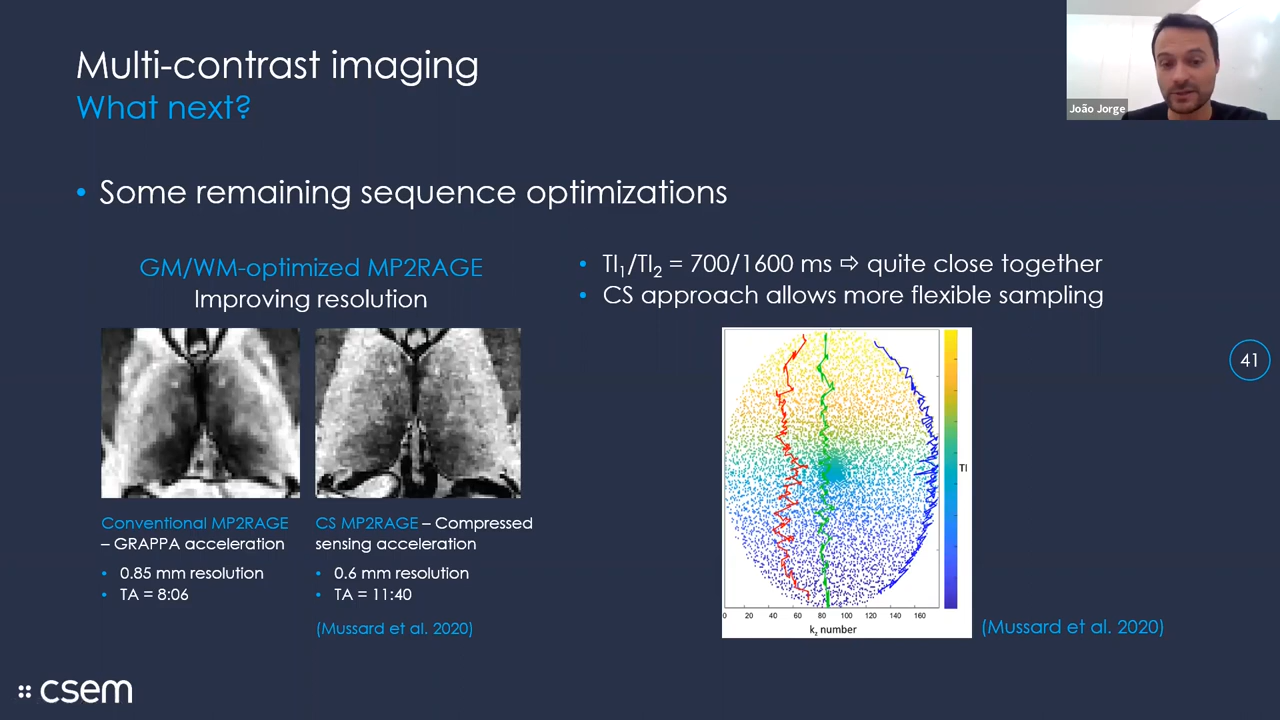 Multi-contrast imaging
What next?
João Jorge
• Some remaining sequence optimizations
GM/WM-optimized MP2RAGE
Improving resolution
Conventional MP2RAGE
– GRAPPA acceleration
• 0.85 mm resolution
• TA = 8:06
CS MP2RAGE – Compressed
sensing acceleration
• 0.6 mm resolution
• TA = 11:40
(Mussard et al. 2020)
• TI₁/TI₂ = 700/1600 ms ⇨ quite close together
• CS approach allows more flexible sampling
TI
0 20 40 60 80 100 120 140 160
k_z number
(Mussard et al. 2020)
41
csem